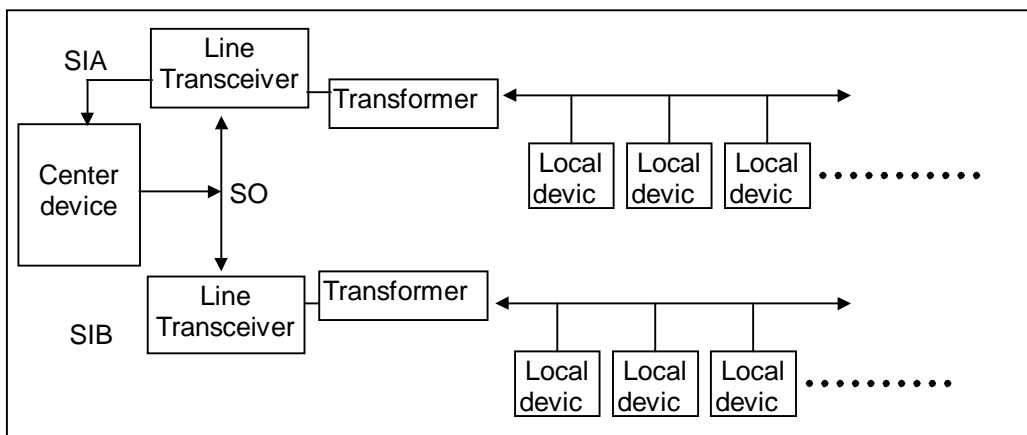 SIA
Line
Transceiver
Transformer
Local
devic
Local
devic
Local
devic
Center
device
SO
Line
Transceiver
Transformer
SIB
Local
devic
Local
devic
Local
devic